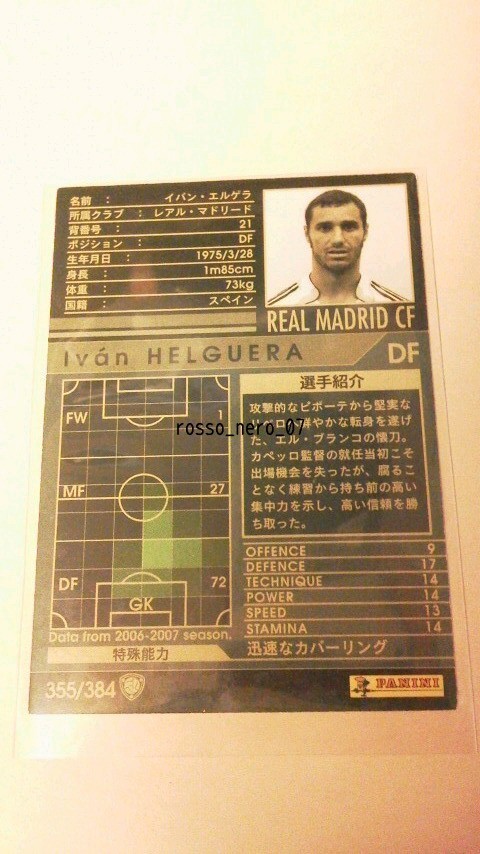 名前 : イバン・エルゲラ
所属クラブ : レアル・マドリード
背番号 : 21
ポジション : DF
生年月日 : 1975/3/28
身長 : 1m85cm
体重 : 73kg
国籍 : スペイン
REAL MADRID CF
Iván HELGUERA DF
選手紹介
攻撃的なピボーテから堅実な
やかな転身を遂げ
た、エル・ブランコの懐刀。
カペッロ監督の就任当初こそ
出場機会を失ったが、腐るこ
となく練習から持ち前の高い
集中力を示し、高い信頼を勝
ち取った。
rosso_nero_07
FW 1
MF 27
DF 72
GK
Data from 2006-2007 season.
OFFENCE 9
DEFENCE 17
TECHNIQUE 14
POWER 14
SPEED 13
STAMINA 14
特殊能力 迅速なカバーリング
355/384
PANINI